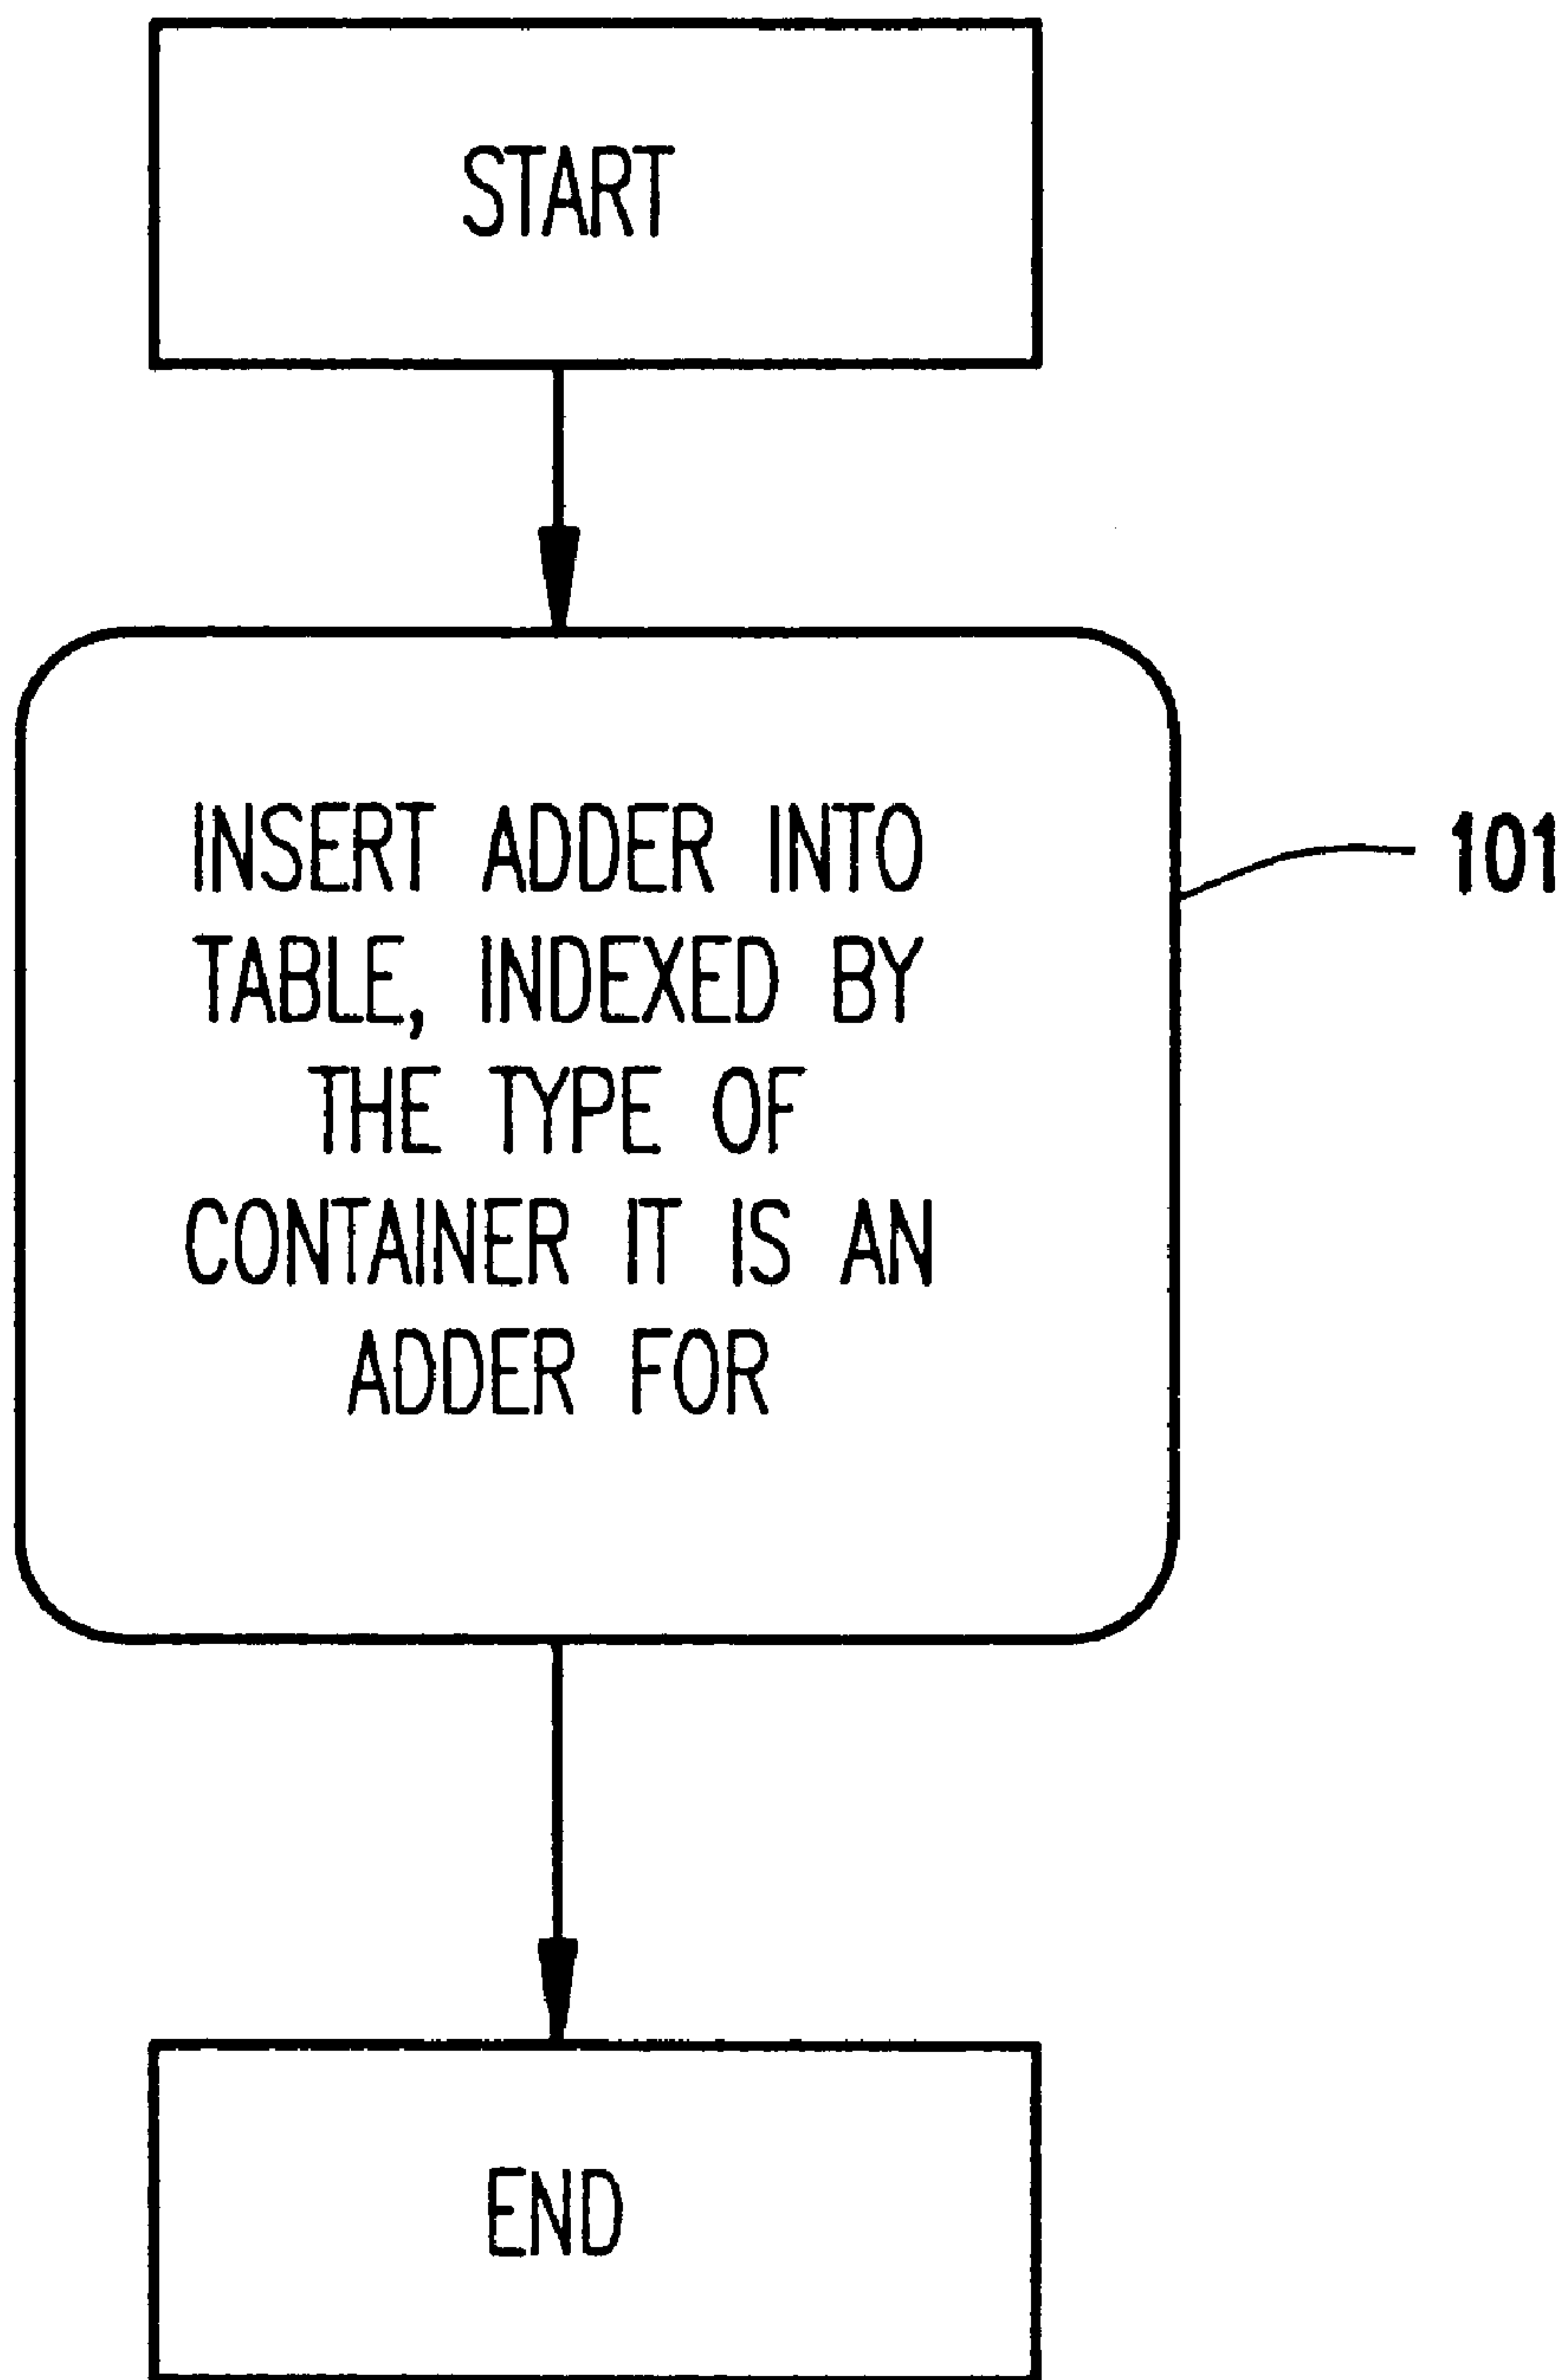 START
INSERT ADDER INTO
TABLE, INDEXED BY
THE TYPE OF
CONTAINER IT IS AN
ADDER FOR
101
END